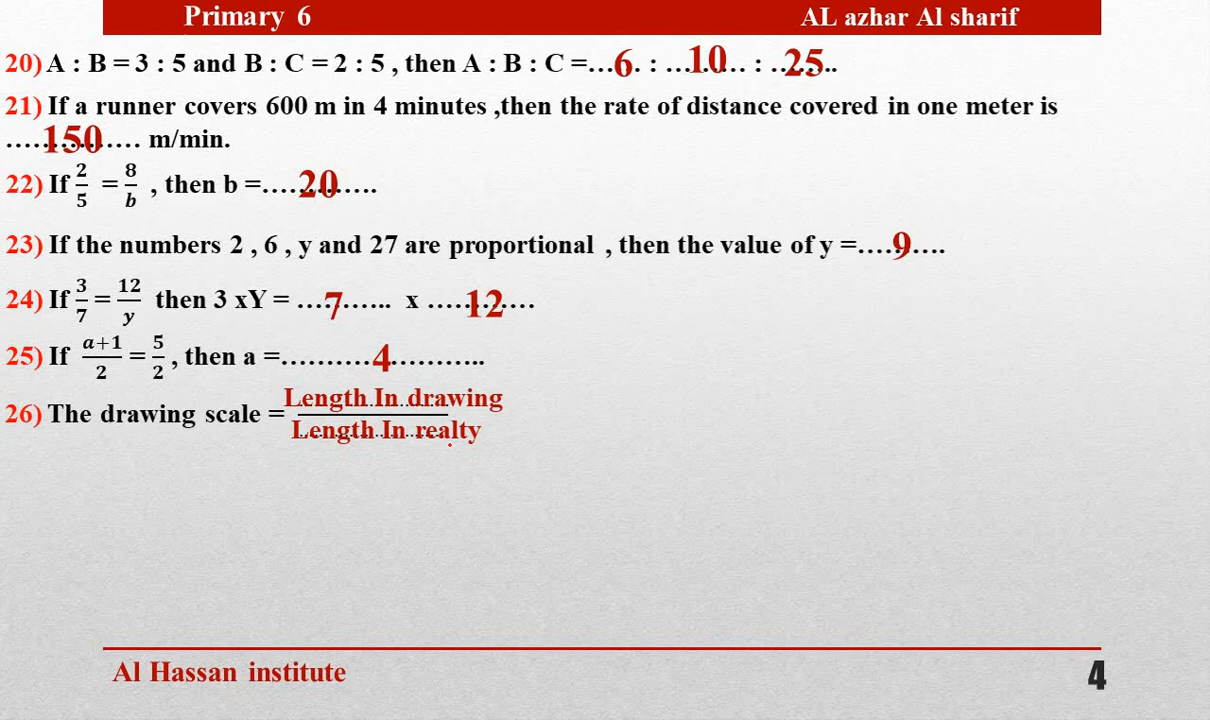 Primary 6
AL azhar Al sharif
20) A : B = 3 : 5 and B : C = 2 : 5 , then A : B : C =…6. : …10… : …25…..
21) If a runner covers 600 m in 4 minutes ,then the rate of distance covered in one meter is
……150…… m/min.
22) If 2/5 = 8/b , then b =……20…….
23) If the numbers 2 , 6 , y and 27 are proportional , then the value of y =……9….
24) If 3/7 = 12/y then 3 xY = …7…... x ……12……
25) If a+1/2 = 5/2 , then a =……….4………..
26) The drawing scale = Length In drawing
Length In realty
Al Hassan institute
4